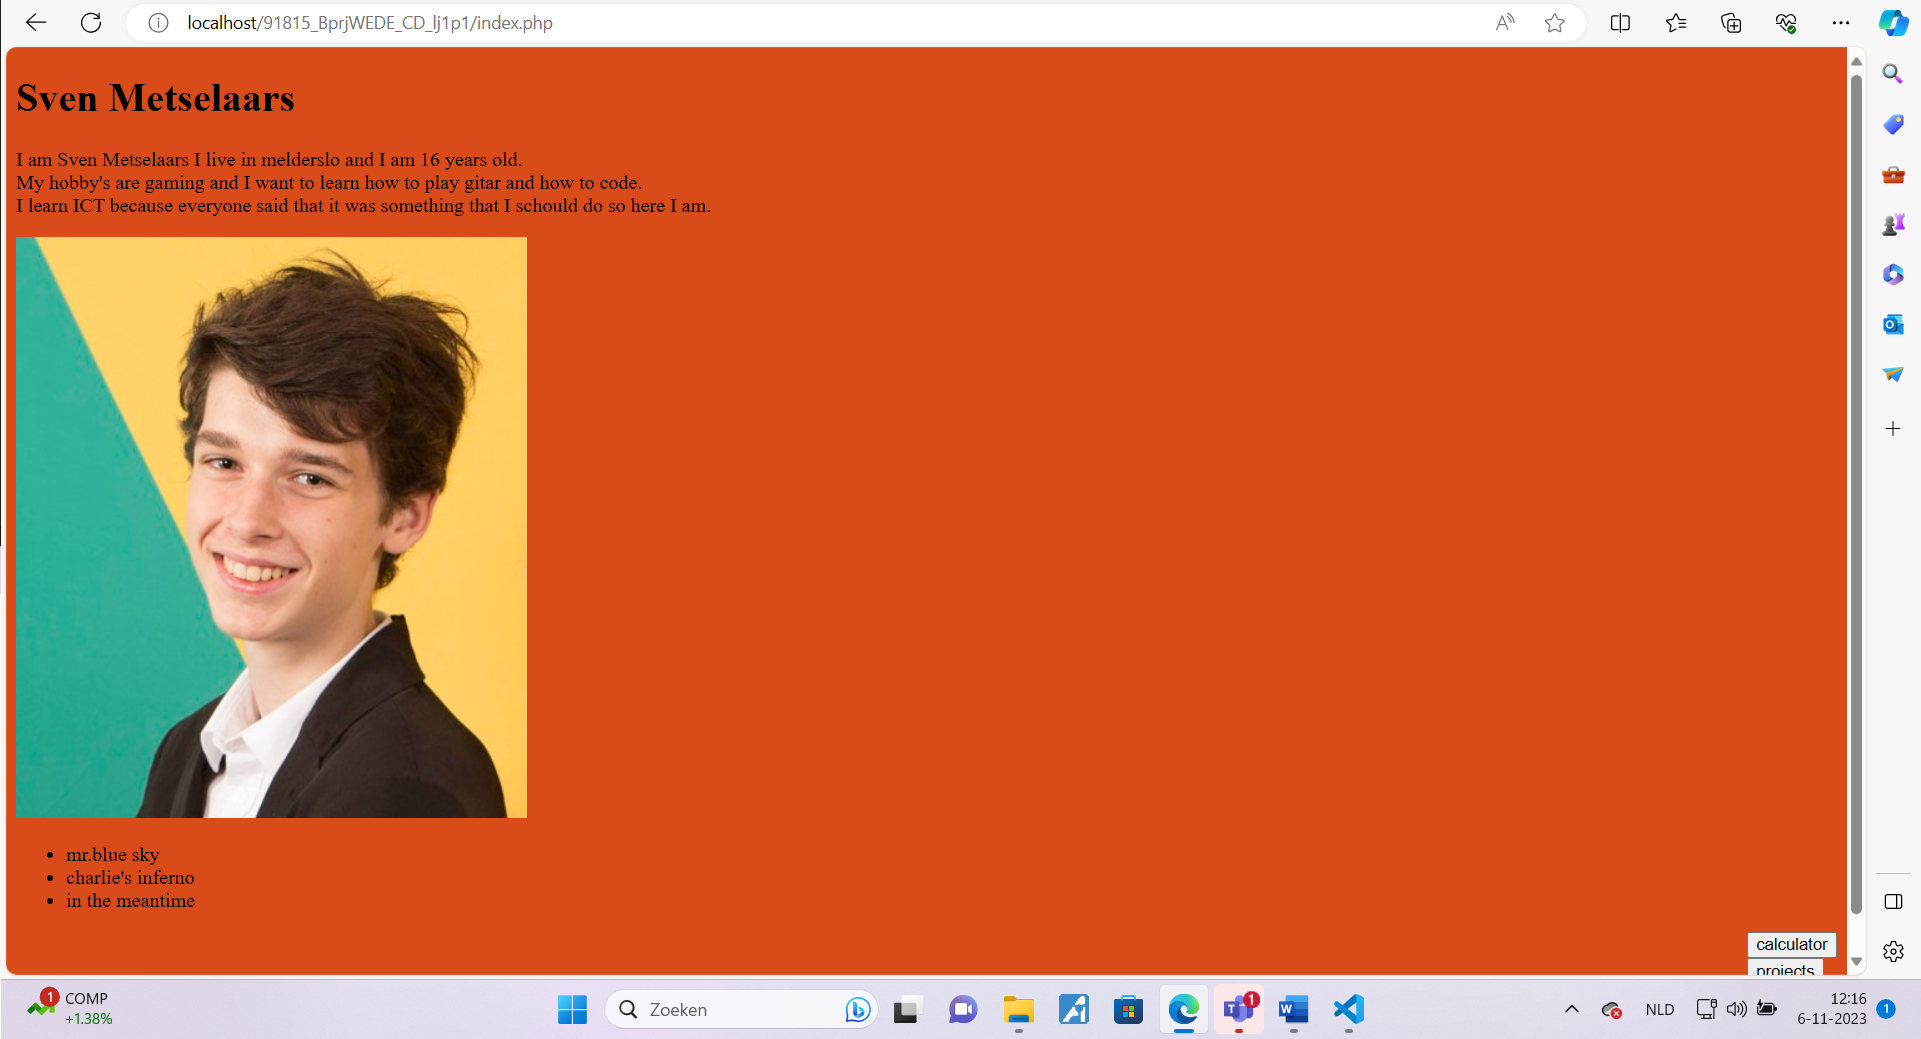 localhost/91815_BprjWEDE_CD_lj1p1/index.php
Sven Metselaars
I am Sven Metselaars I live in melderslo and I am 16 years old.
My hobby's are gaming and I want to learn how to play gitar and how to code.
I learn ICT because everyone said that it was something that I schould do so here I am.
mr.blue sky
charlie's inferno
in the meantime
calculator
projects
1
COMP
+1.38%
Zoeken
1
NLD
12:16
6-11-2023
1